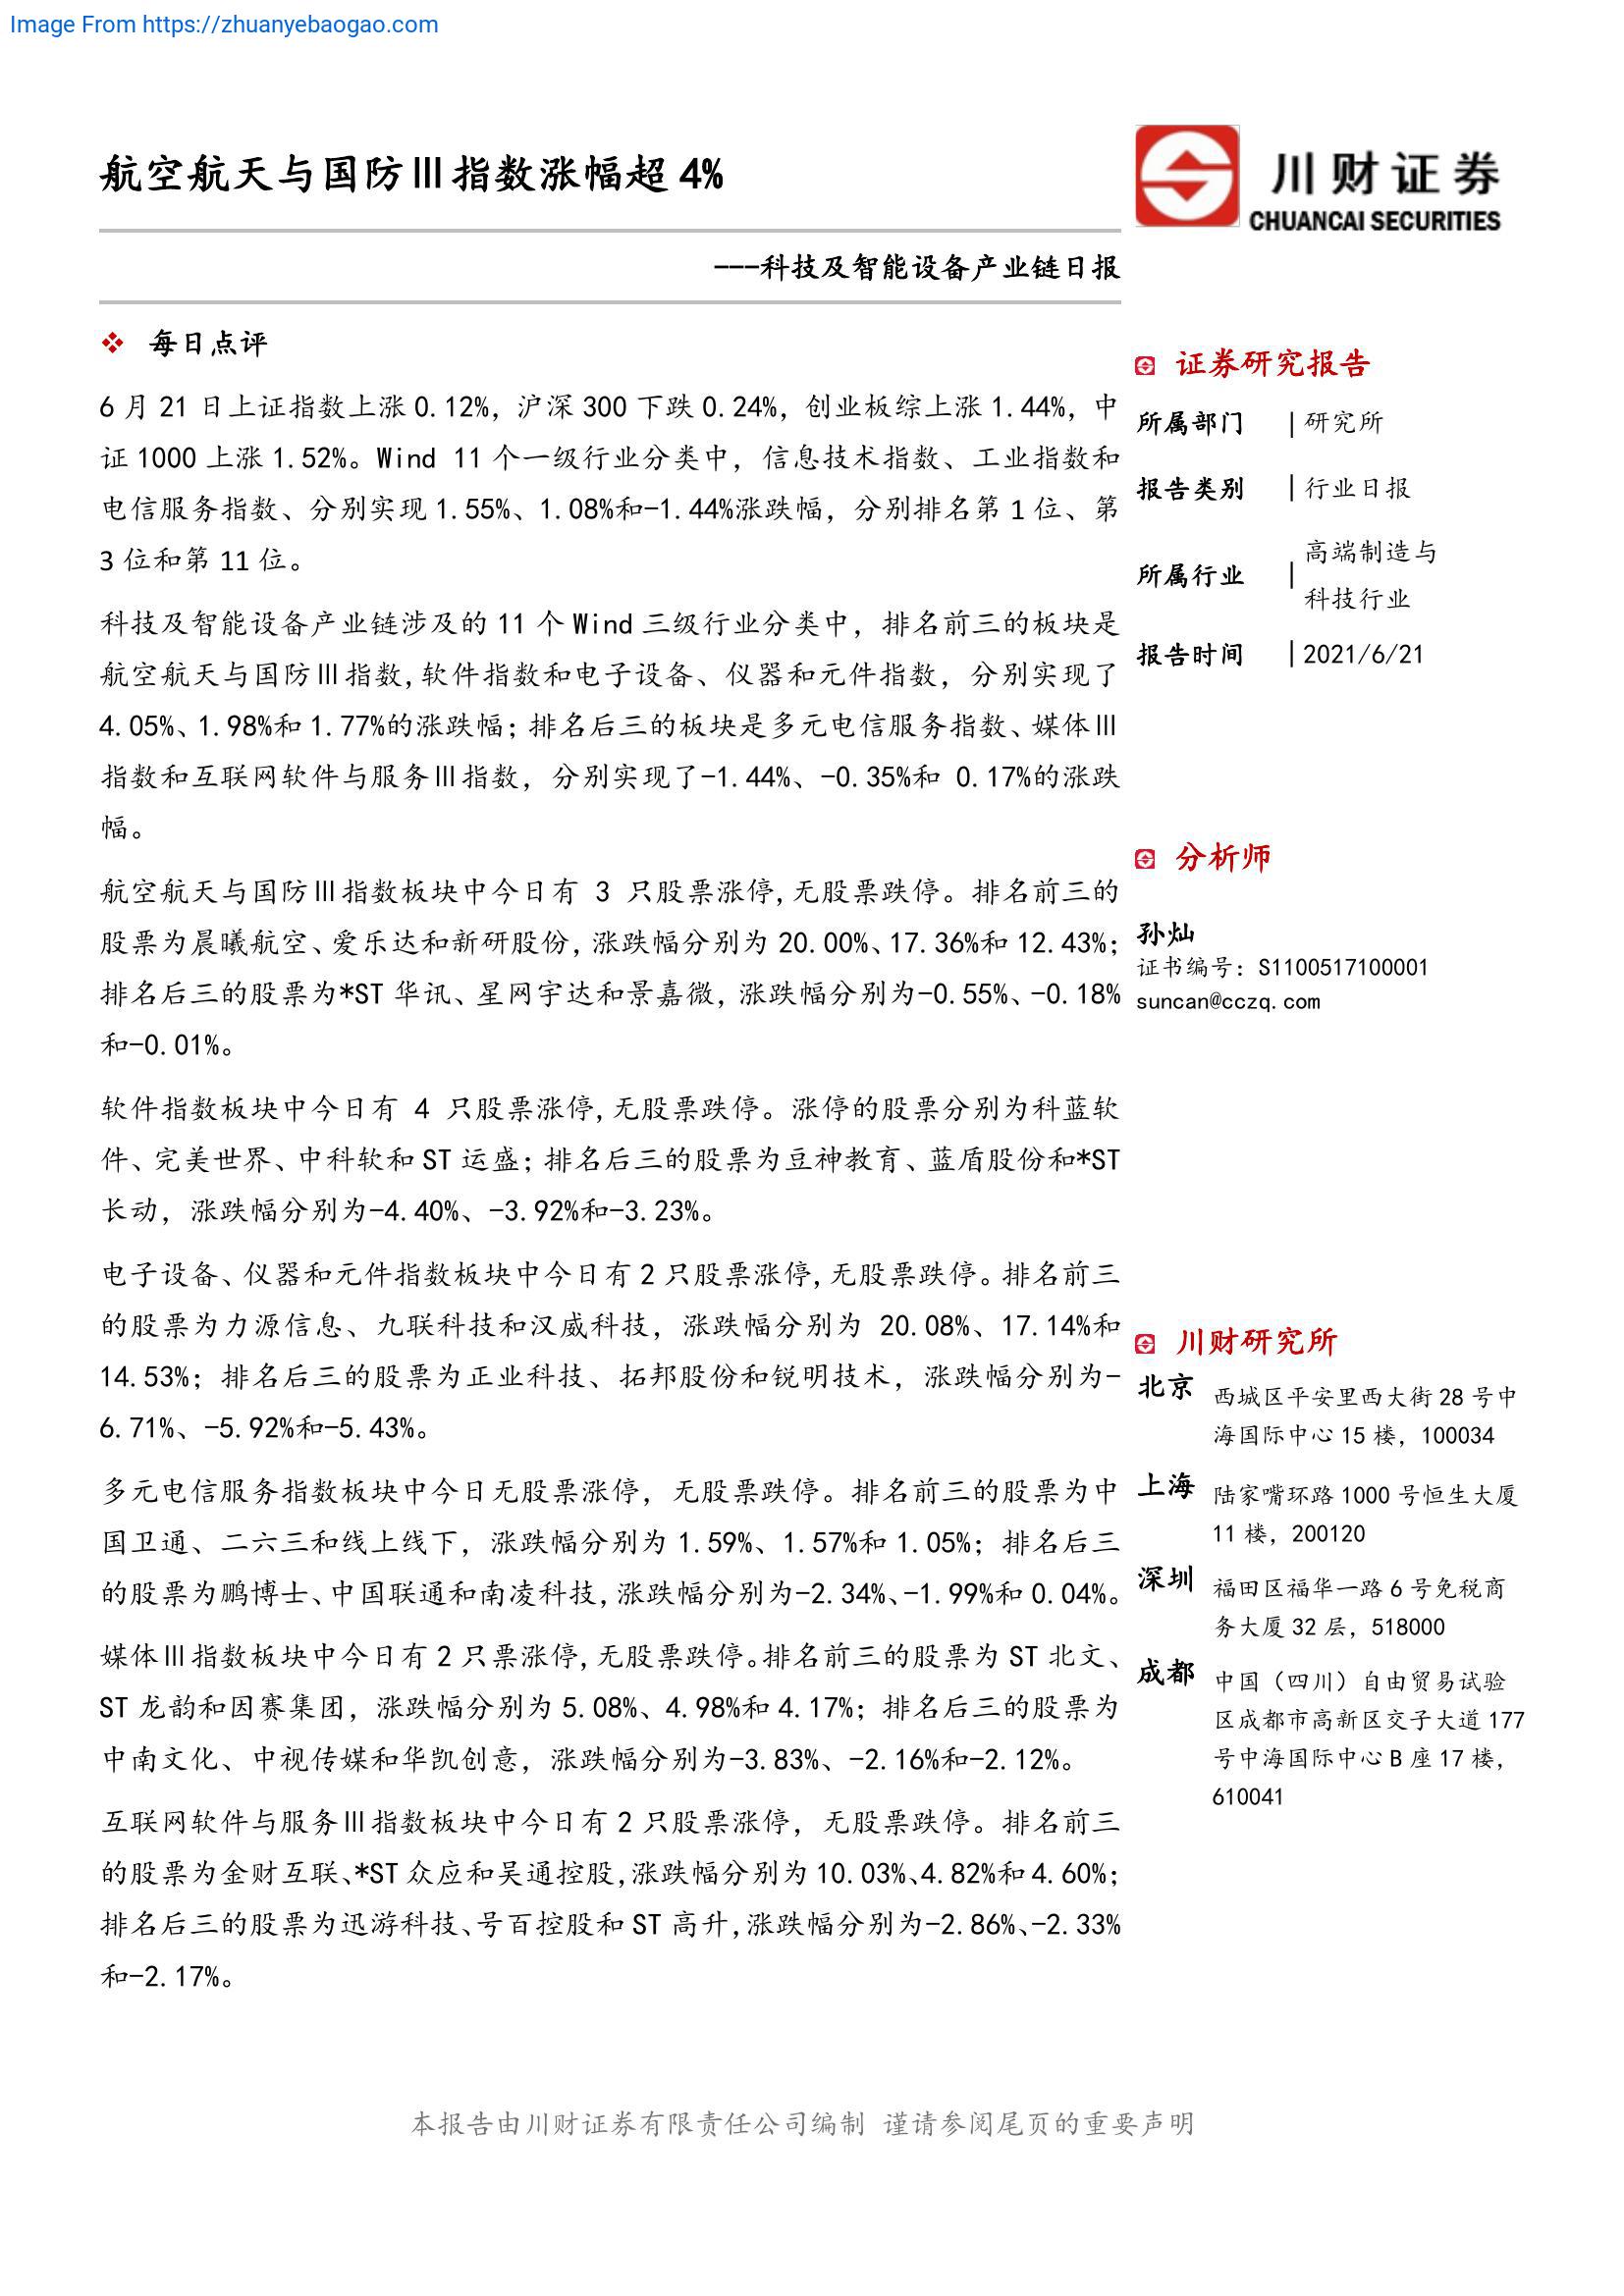 Image From https://zhuanyebaogao.com
航空航天与国防Ⅲ指数涨幅超 4%
川财证券
CHUANCAI SECURITIES
---科技及智能设备产业链日报
每日点评
6 月 21 日上证指数上涨 0.12%，沪深 300 下跌 0.24%，创业板综上涨 1.44%，中
证 1000 上涨 1.52%。Wind 11 个一级行业分类中，信息技术指数、工业指数和
电信服务指数、分别实现 1.55%、1.08%和-1.44%涨跌幅，分别排名第 1 位、第
3 位和第 11 位。
科技及智能设备产业链涉及的 11 个 Wind 三级行业分类中，排名前三的板块是
航空航天与国防Ⅲ指数,软件指数和电子设备、仪器和元件指数，分别实现了
4.05%、1.98%和 1.77%的涨跌幅；排名后三的板块是多元电信服务指数、媒体Ⅲ
指数和互联网软件与服务Ⅲ指数，分别实现了-1.44%、-0.35%和 0.17%的涨跌
幅。
航空航天与国防Ⅲ指数板块中今日有 3 只股票涨停,无股票跌停。排名前三的
股票为晨曦航空、爱乐达和新研股份,涨跌幅分别为 20.00%、17.36%和 12.43%；
排名后三的股票为*ST 华讯、星网宇达和景嘉微,涨跌幅分别为-0.55%、-0.18%
和-0.01%。
软件指数板块中今日有 4 只股票涨停,无股票跌停。涨停的股票分别为科蓝软
件、完美世界、中科软和 ST 运盛；排名后三的股票为豆神教育、蓝盾股份和*ST
长动，涨跌幅分别为-4.40%、-3.92%和-3.23%。
电子设备、仪器和元件指数板块中今日有 2 只股票涨停,无股票跌停。排名前三
的股票为力源信息、九联科技和汉威科技，涨跌幅分别为 20.08%、17.14%和
14.53%；排名后三的股票为正业科技、拓邦股份和锐明技术，涨跌幅分别为-
6.71%、-5.92%和-5.43%。
多元电信服务指数板块中今日无股票涨停，无股票跌停。排名前三的股票为中
国卫通、二六三和线上线下，涨跌幅分别为 1.59%、1.57%和 1.05%；排名后三
的股票为鹏博士、中国联通和南凌科技,涨跌幅分别为-2.34%、-1.99%和 0.04%。
媒体Ⅲ指数板块中今日有 2 只票涨停,无股票跌停。排名前三的股票为 ST 北文、
ST 龙韵和因赛集团，涨跌幅分别为 5.08%、4.98%和 4.17%；排名后三的股票为
中南文化、中视传媒和华凯创意，涨跌幅分别为-3.83%、-2.16%和-2.12%。
互联网软件与服务Ⅲ指数板块中今日有 2 只股票涨停，无股票跌停。排名前三
的股票为金财互联、*ST 众应和吴通控股,涨跌幅分别为 10.03%、4.82%和 4.60%；
排名后三的股票为迅游科技、号百控股和 ST 高升,涨跌幅分别为-2.86%、-2.33%
和-2.17%。
证券研究报告
所属部门 | 研究所
报告类别 | 行业日报
所属行业 | 高端制造与
科技行业
报告时间 | 2021/6/21
分析师
孙灿
证书编号：S1100517100001
suncan@cczq.com
川财研究所
北京 西城区平安里西大街 28 号中
海国际中心 15 楼，100034
上海 陆家嘴环路 1000 号恒生大厦
11 楼，200120
深圳 福田区福华一路 6 号免税商
务大厦 32 层，518000
成都 中国（四川）自由贸易试验
区成都市高新区交子大道 177
号中海国际中心 B 座 17 楼，
610041
本报告由川财证券有限责任公司编制 谨请参阅尾页的重要声明